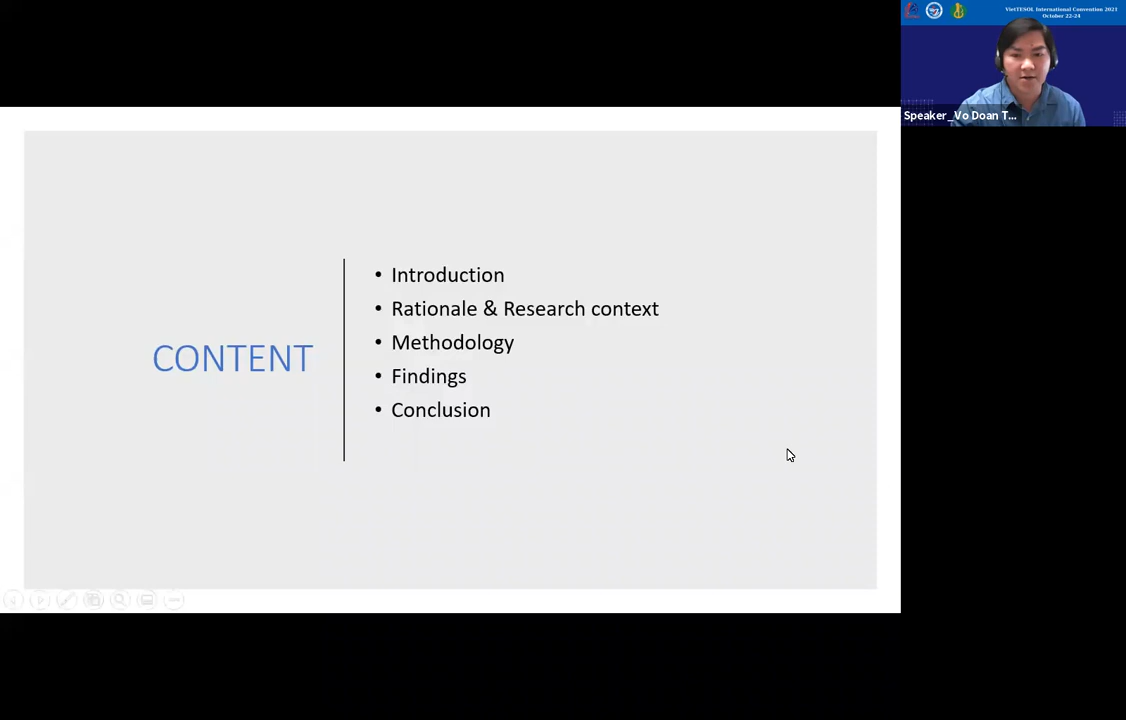 VietTESOL International Convention 2021
October 22-24
Speaker_Vo Doan T...
CONTENT
• Introduction
• Rationale & Research context
• Methodology
• Findings
• Conclusion